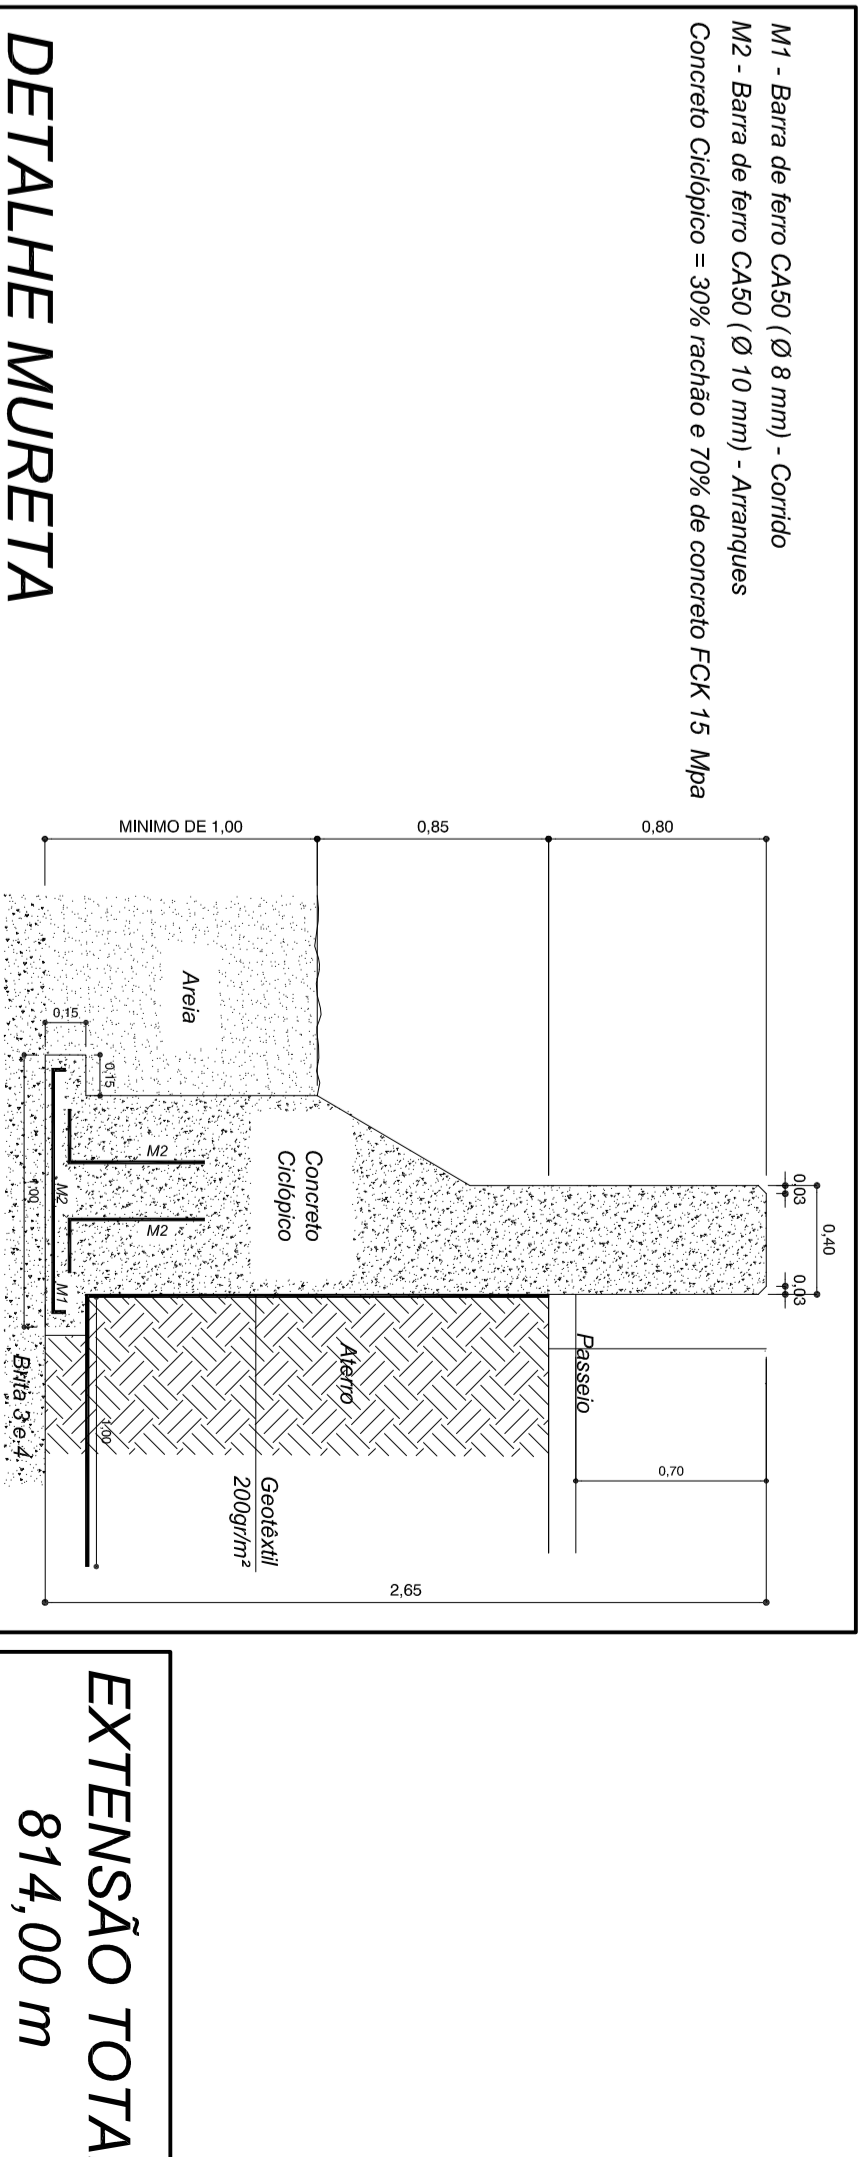 M1 - Barra de ferro CA50 ( Ø 8 mm) - Corrido
M2 - Barra de ferro CA50 ( Ø 10 mm) - Arranques
Concreto Ciclópico = 30% rachão e 70% de concreto FCK 15 Mpa
0,03
0,40
0,03
0,80
0,85
MINIMO DE 1,00
Passeio
0,70
2,65
Concreto
Ciclópico
Aterro
Areia
Geotêxtil
200gr/m²
0,15
0,15
M2
M2
M2
M1
1,00
1,00
Brita 3 e 4
DETALHE MURETA
EXTENSÃO TOTA
814,00 m